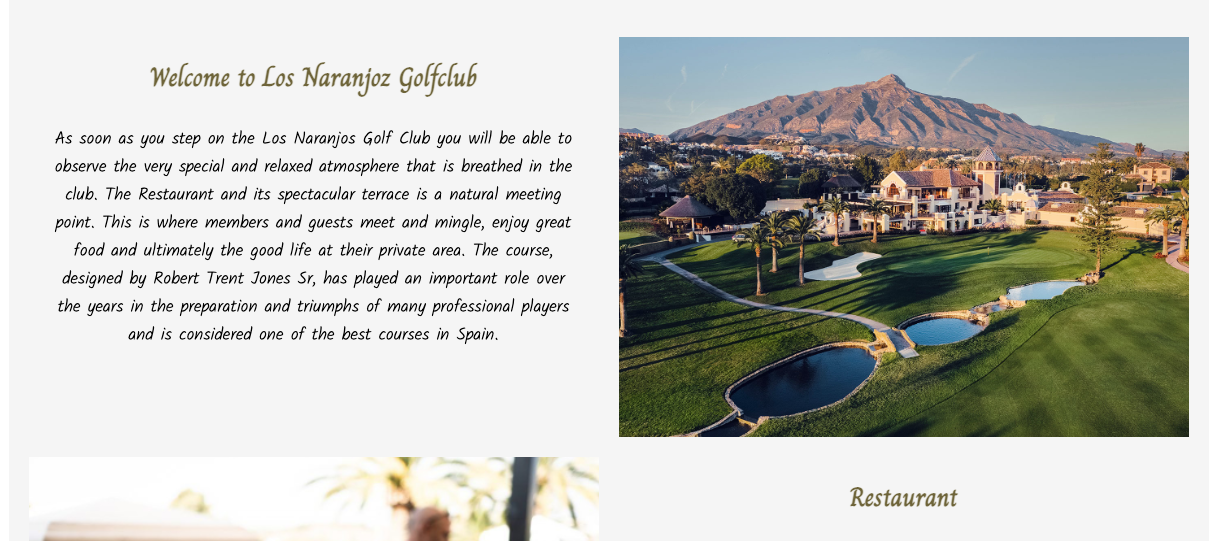 Welcome to Los Naranjoz Golfclub
As soon as you step on the Los Naranjos Golf Club you will be able to
observe the very special and relaxed atmosphere that is breathed in the
club. The Restaurant and its spectacular terrace is a natural meeting
point. This is where members and guests meet and mingle, enjoy great
food and ultimately the good life at their private area. The course,
designed by Robert Trent Jones Sr, has played an important role over
the years in the preparation and triumphs of many professional players
and is considered one of the best courses in Spain.
Restaurant